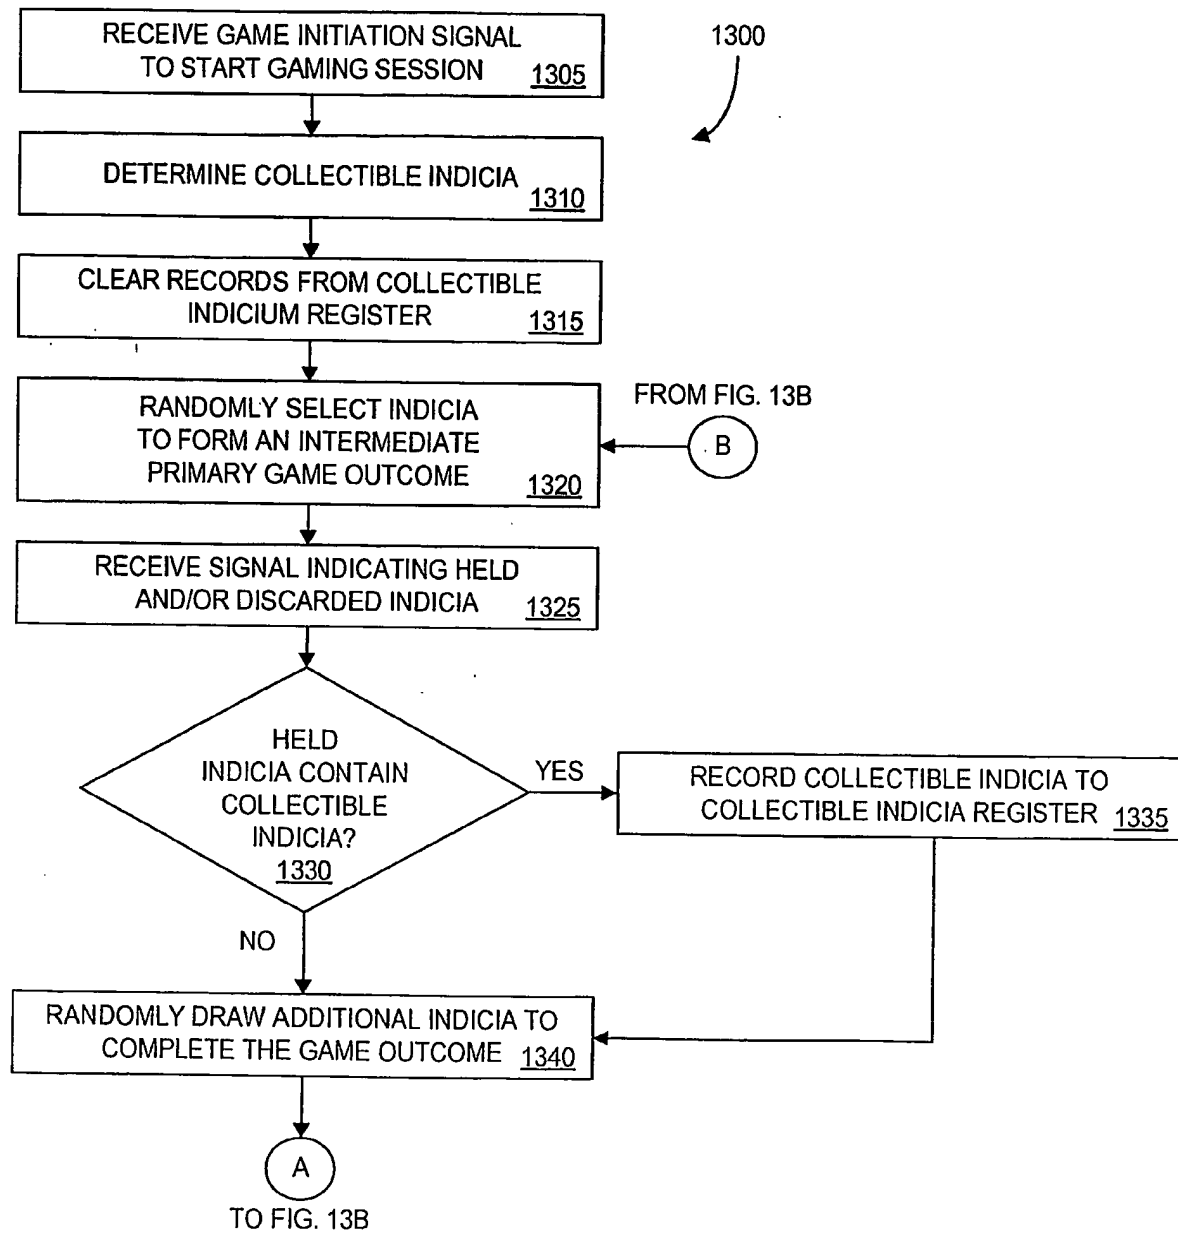 RECEIVE GAME INITIATION SIGNAL
TO START GAMING SESSION 1305
1300
DETERMINE COLLECTIBLE INDICIA
1310
CLEAR RECORDS FROM COLLECTIBLE
INDICIUM REGISTER 1315
FROM FIG. 13B
RANDOMLY SELECT INDICIA
TO FORM AN INTERMEDIATE
PRIMARY GAME OUTCOME 1320
B
RECEIVE SIGNAL INDICATING HELD
AND/OR DISCARDED INDICIA 1325
HELD
INDICIA CONTAIN
COLLECTIBLE
INDICIA?
1330
YES
RECORD COLLECTIBLE INDICIA TO
COLLECTIBLE INDICIA REGISTER 1335
NO
RANDOMLY DRAW ADDITIONAL INDICIA TO
COMPLETE THE GAME OUTCOME 1340
A
TO FIG. 13B